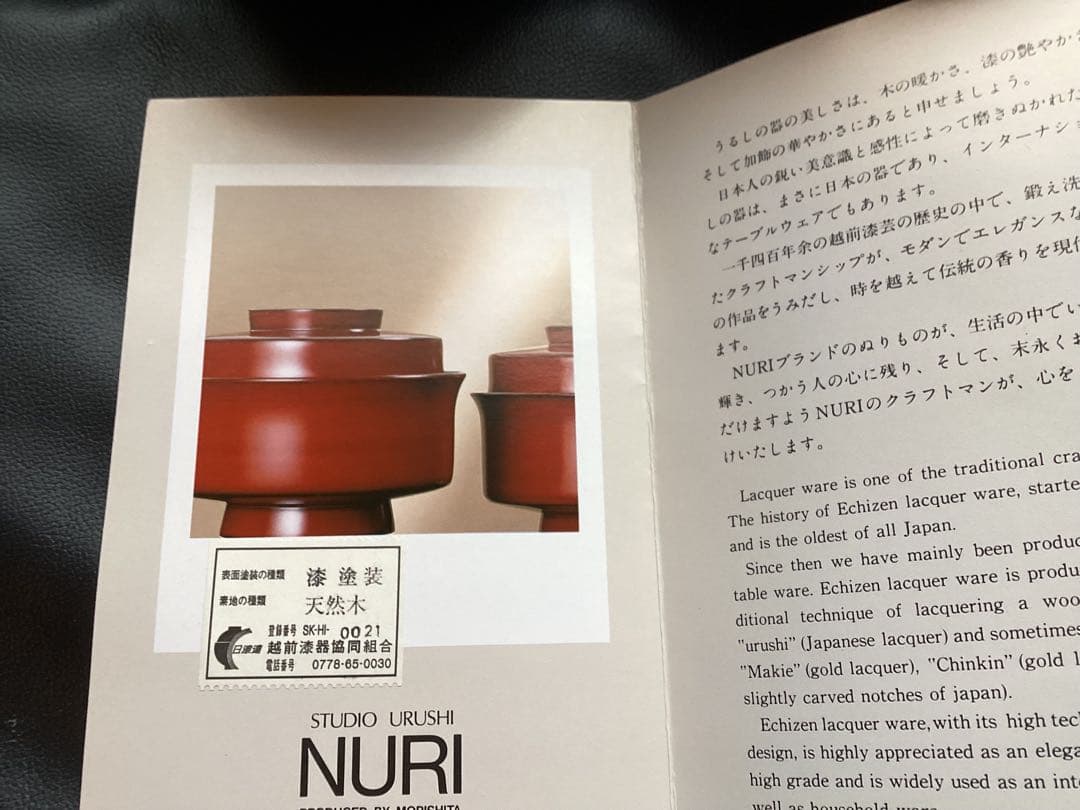 表面塗装の種類 漆 塗装
素地の種類 天然木
登録番号 SK-HI- 0021
日漆連 越前漆器協同組合
電話番号 0778-65-0030
STUDIO URUSHI
NURI
PRODUCED BY MORISHITA
うるしの器の美しさは、木の暖かさ、漆の艶やかさ
そして加飾の華やかさにあると申せましょう。
日本人の鋭い美意識と感性によって磨きぬかれた
しの器は、まさに日本の器であり、インターナショ
なテーブルウェアでもあります。
一千四百年余の越前漆芸の歴史の中で、鍛え洗
たクラフトマンシップが、モダンでエレガンスな
の作品をうみだし、時を越えて伝統の香りを現代
ます。
NURIブランドのぬりものが、生活の中でい
輝き、つかう人の心に残り、そして、末永くお
だけますようNURIのクラフトマンが、心を
けいたします。
Lacquer ware is one of the traditional cra
The history of Echizen lacquer ware, starte
and is the oldest of all Japan.
Since then we have mainly been produc
table ware. Echizen lacquer ware is produ
ditional technique of lacquering a woo
"urushi" (Japanese lacquer) and sometimes
"Makie" (gold lacquer), "Chinkin" (gold l
slightly carved notches of japan).
Echizen lacquer ware, with its high tech
design, is highly appreciated as an elega
high grade and is widely used as an inte
well as household ware.